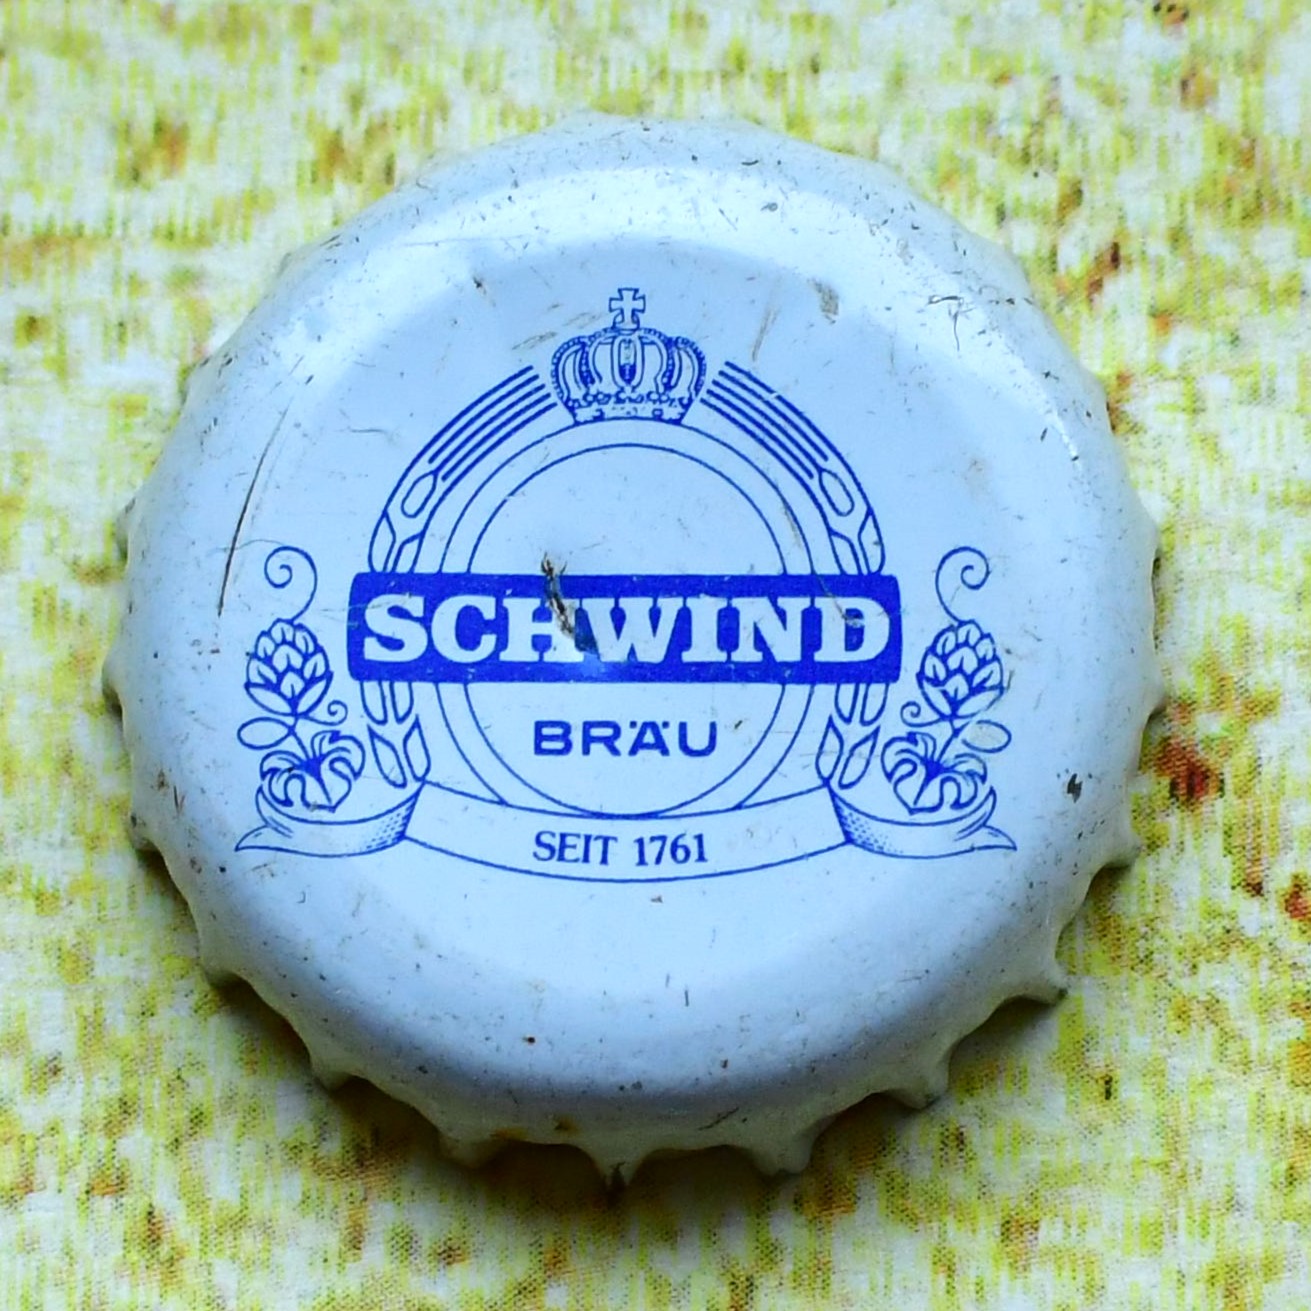 SCHWIND
BRÄU
SEIT 1761